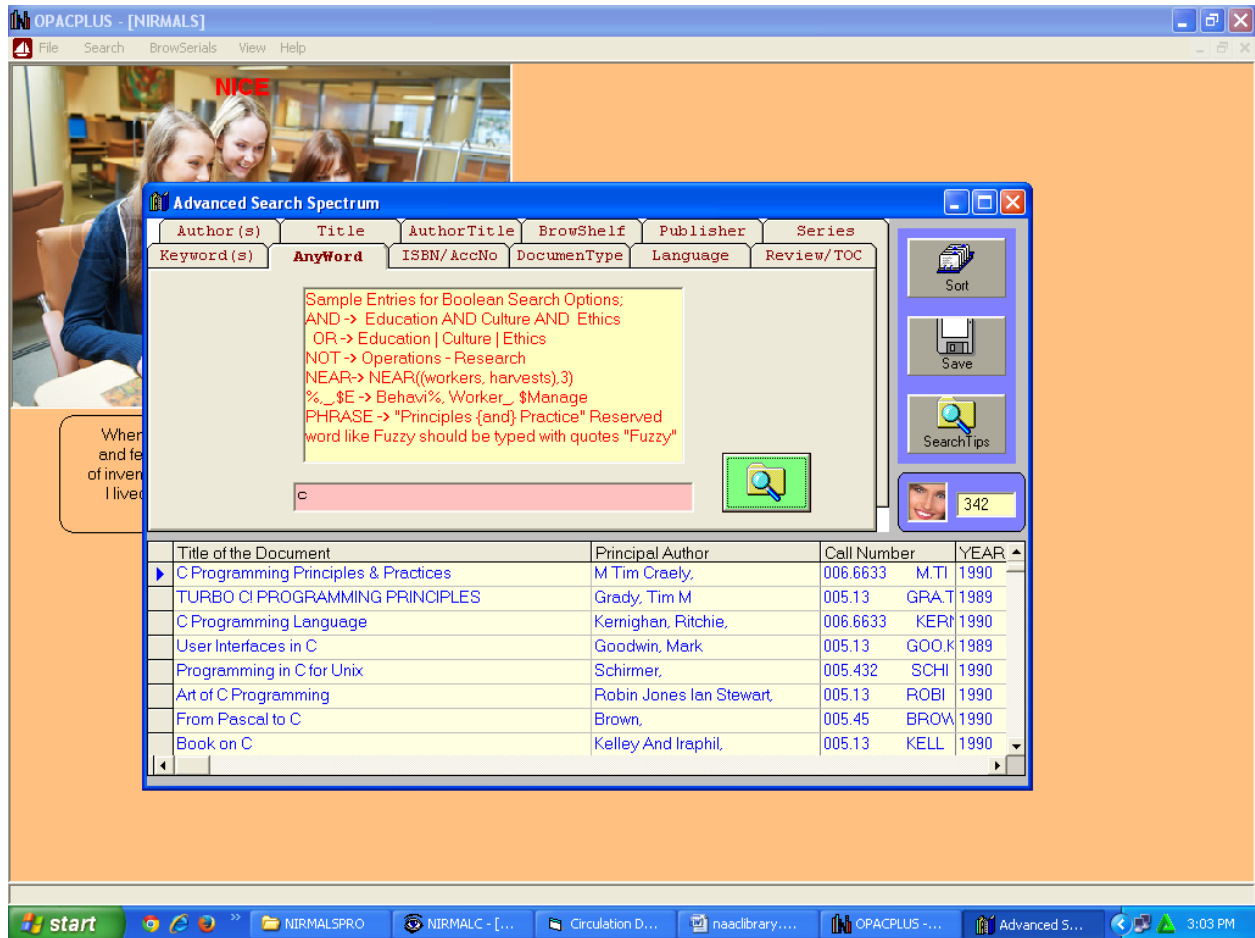 OPACPLUS - [NIRMALS]
File Search BrowSerials View Help
NICE
Advanced Search Spectrum
Author(s) Title AuthorTitle BrowShelf Publisher Series
Keyword(s) AnyWord ISBN/AccNo DocumenType Language Review/TOC
Sample Entries for Boolean Search Options;
AND -> Education AND Culture AND Ethics
OR -> Education | Culture | Ethics
NOT -> Operations - Research
NEAR-> NEAR((workers, harvests),3)
%,_,$E -> Behavi%, Worker_, $Manage
PHRASE -> "Principles {and} Practice" Reserved
word like Fuzzy should be typed with quotes "Fuzzy"
c
Sort
Save
SearchTips
342
When
and fe
of inven
I lived
Title of the Document Principal Author Call Number YEAR
C Programming Principles & Practices M Tim Craely, 006.6633 M.TI 1990
TURBO C! PROGRAMMING PRINCIPLES Grady, Tim M 005.13 GRA.T 1989
C Programming Language Kernighan, Ritchie, 006.6633 KERN 1990
User Interfaces in C Goodwin, Mark 005.13 GOO.K 1989
Programming in C for Unix Schirmer, 005.432 SCHI 1990
Art of C Programming Robin Jones Ian Stewart, 005.13 ROBI 1990
From Pascal to C Brown, 005.45 BROW 1990
Book on C Kelley And Iraphil, 005.13 KELL 1990
start NIRMALSPRO NIRMALC - [... Circulation D... naaclibrary.... OPACPLUS -... Advanced S... 3:03 PM